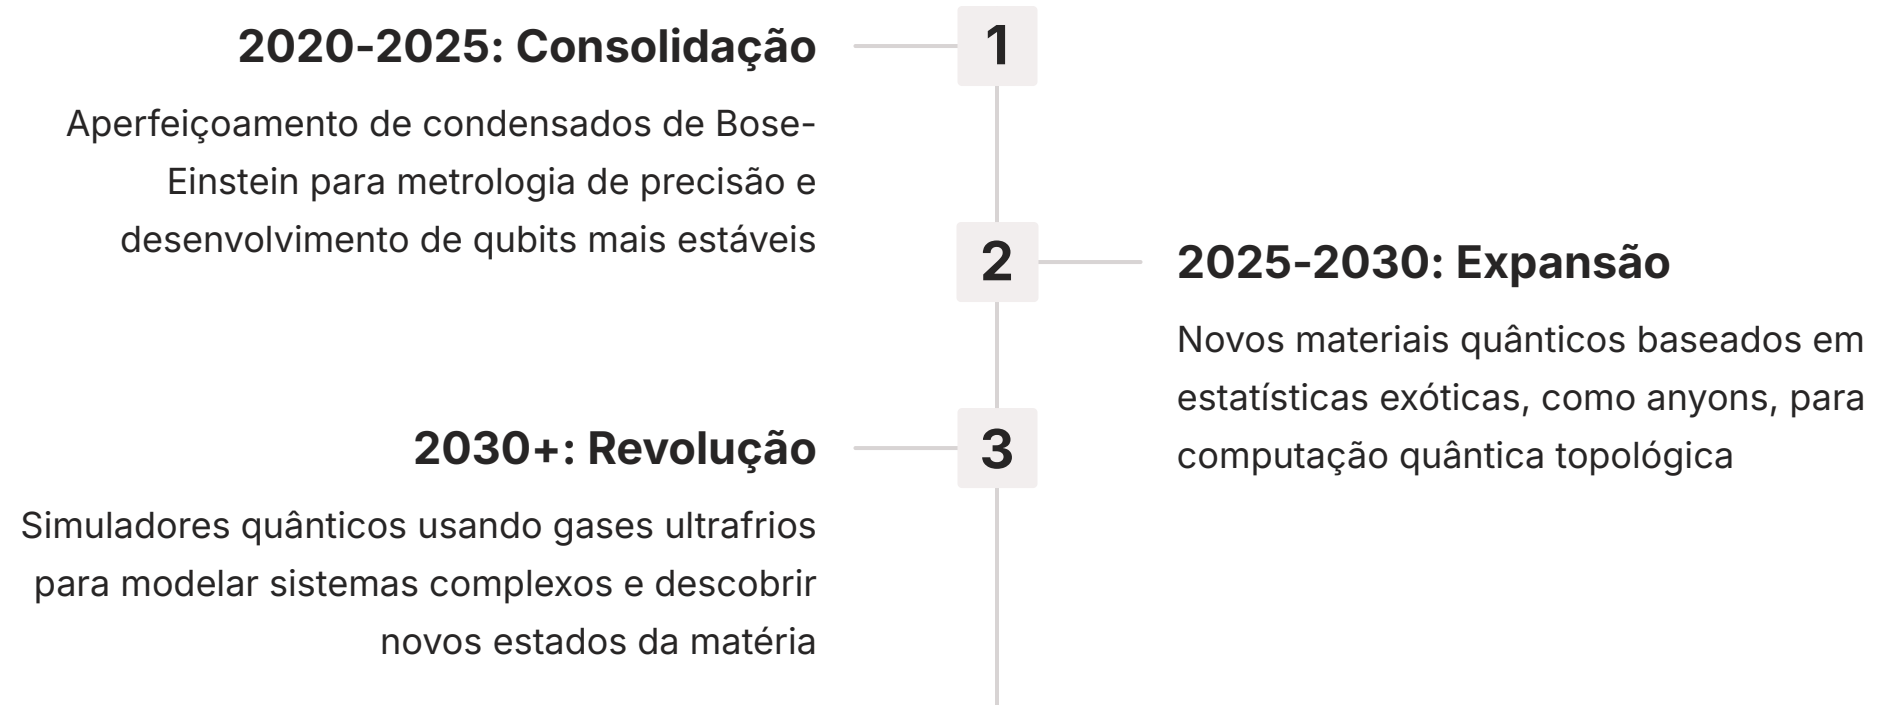 1
2020-2025: Consolidação
Aperfeiçoamento de condensados de Bose-
Einstein para metrologia de precisão e
desenvolvimento de qubits mais estáveis
2
2025-2030: Expansão
Novos materiais quânticos baseados em
estatísticas exóticas, como anyons, para
computação quântica topológica
3
2030+: Revolução
Simuladores quânticos usando gases ultrafrios
para modelar sistemas complexos e descobrir
novos estados da matéria